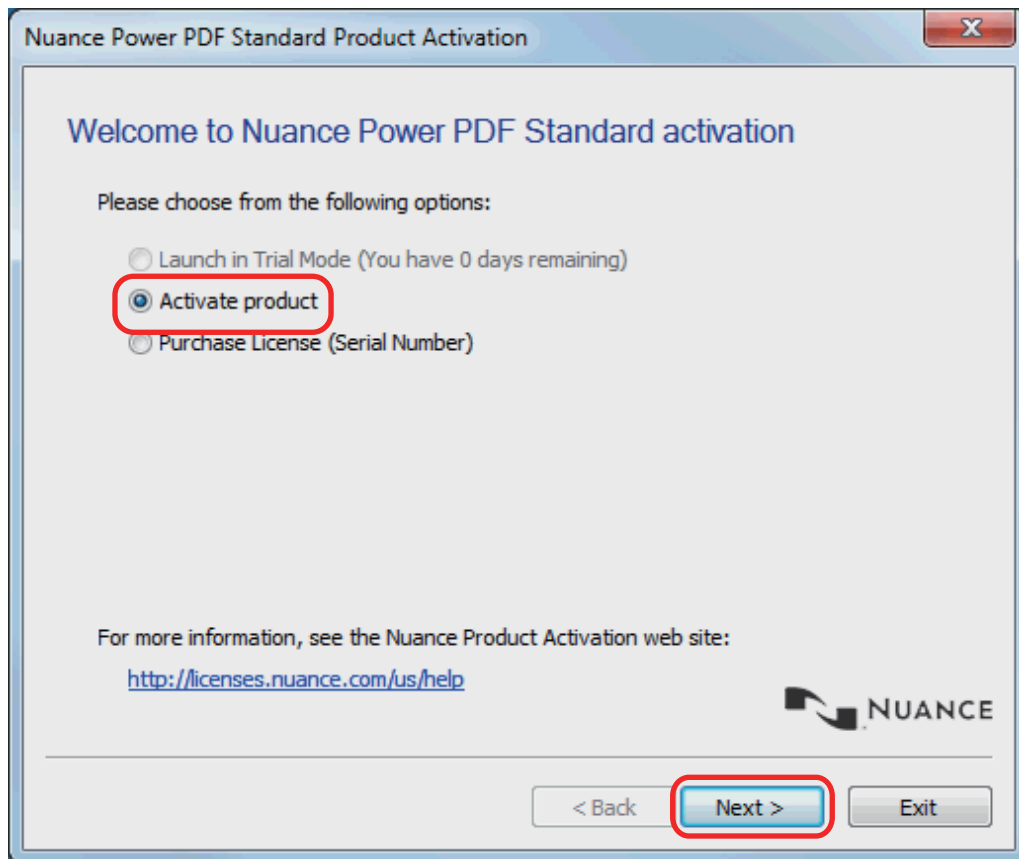 Nuance Power PDF Standard Product Activation
Welcome to Nuance Power PDF Standard activation
Please choose from the following options:
Launch in Trial Mode (You have 0 days remaining)
Activate product
Purchase License (Serial Number)
For more information, see the Nuance Product Activation web site:
http://licenses.nuance.com/us/help
NUANCE
< Back Next > Exit